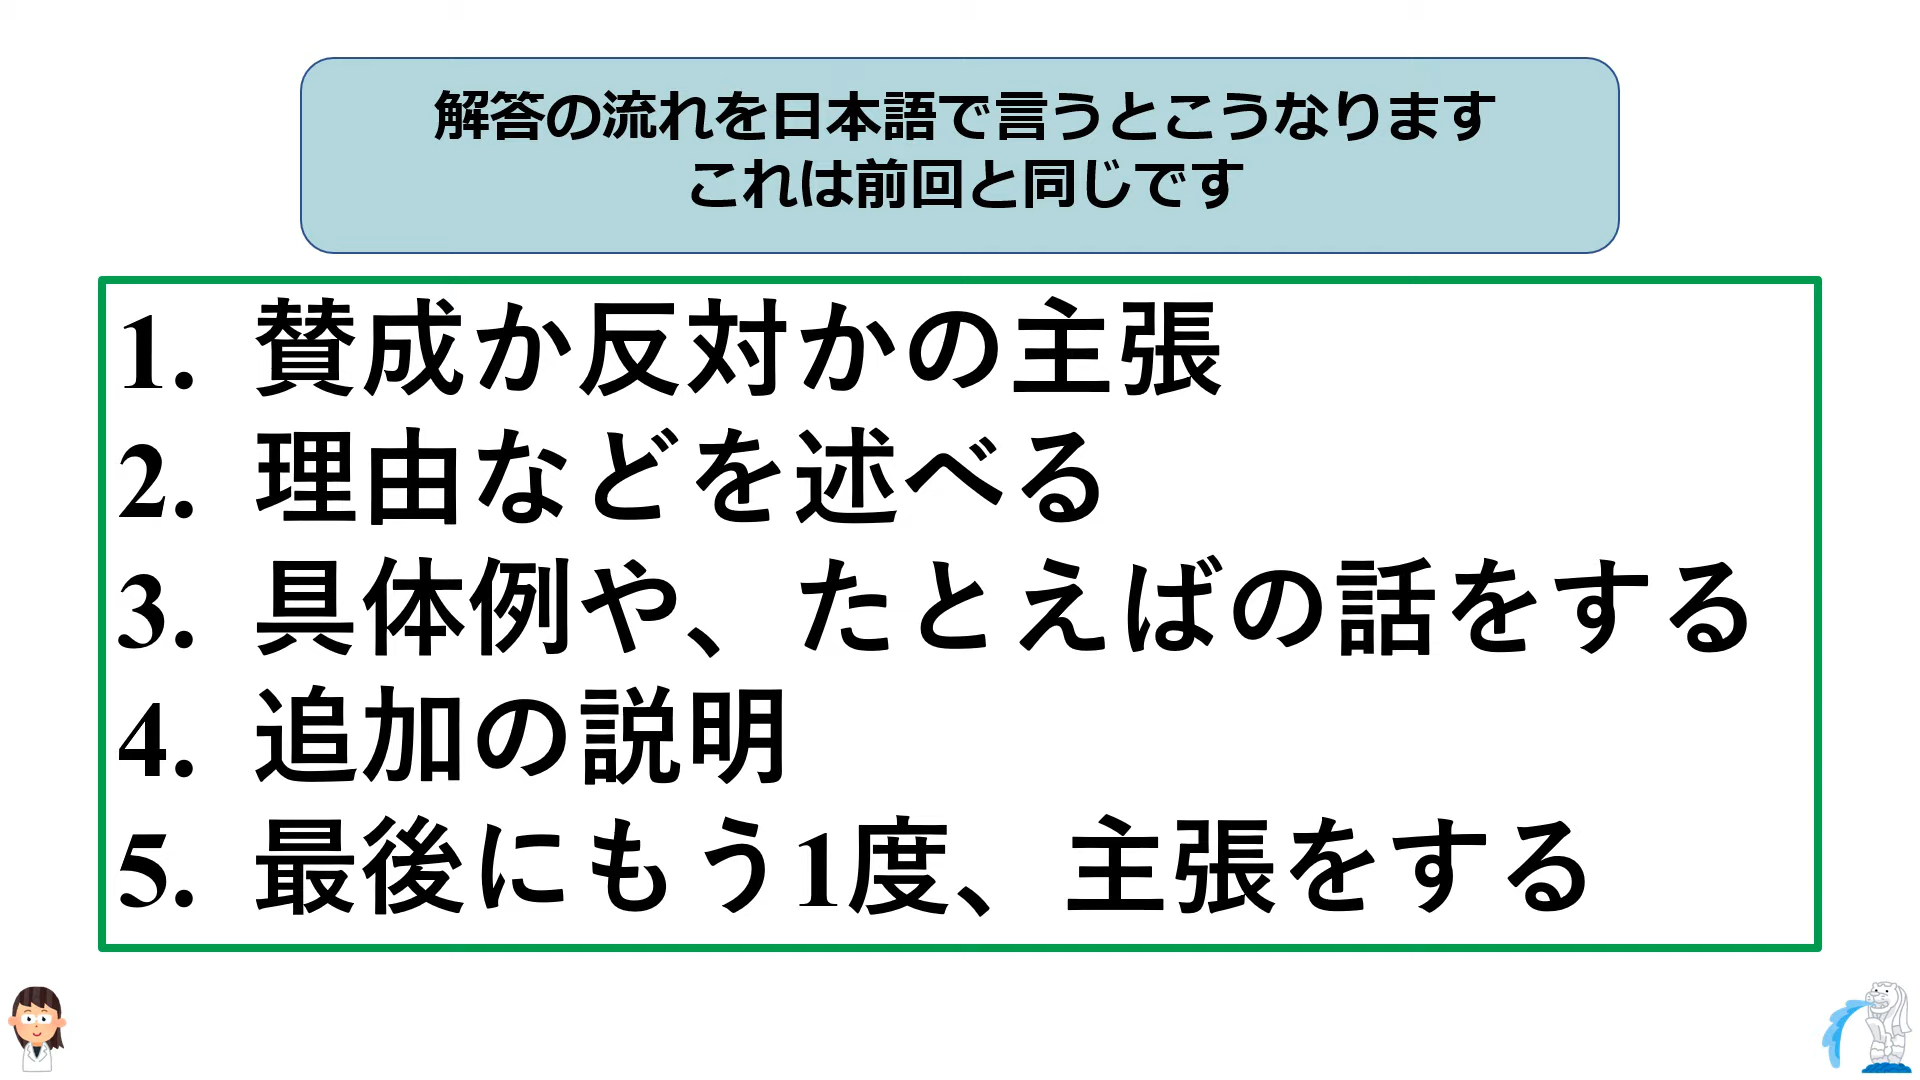 解答の流れを日本語で言うとこうなります
これは前回と同じです
1. 賛成か反対かの主張
2. 理由などを述べる
3. 具体例や、たとえばの話をする
4. 追加の説明
5. 最後にもう1度、主張をする